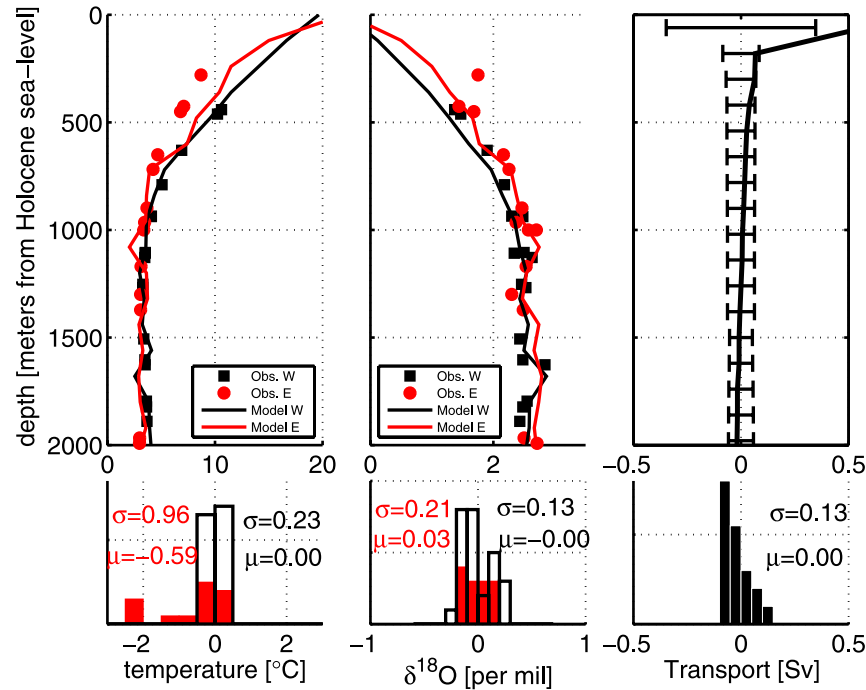 depth [meters from Holocene sea−level]
0
500
1000
1500
2000
0
10
20
Obs. W
Obs. E
Model W
Model E
0
2
Obs. W
Obs. E
Model W
Model E
−0.5
0
0.5
σ=0.96
μ=−0.59
σ=0.23
μ=0.00
−2
0
2
temperature [°C]
σ=0.21
μ=0.03
σ=0.13
μ=−0.00
−1
0
1
δ¹⁸O [per mil]
σ=0.13
μ=0.00
−0.5
0
0.5
Transport [Sv]